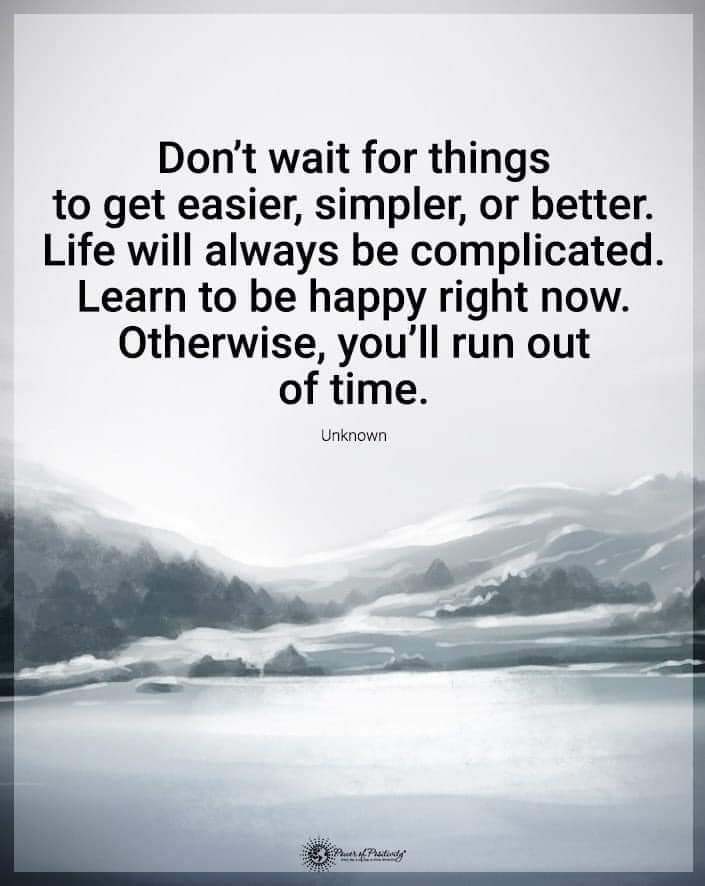 Don't wait for things
to get easier, simpler, or better.
Life will always be complicated.
Learn to be happy right now.
Otherwise, you'll run out
of time.
Unknown
Power of Positivity